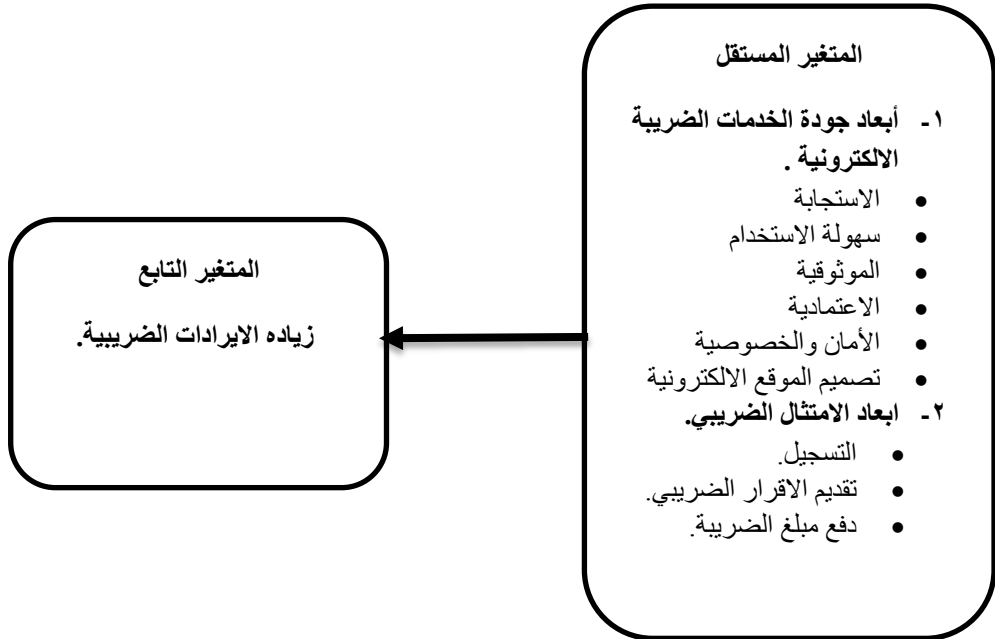 المتغير المستقل
١- أبعاد جودة الخدمات الضريبة
الالكترونية .
• الاستجابة
• سهولة الاستخدام
• الموثوقية
• الاعتمادية
• الأمان والخصوصية
• تصميم الموقع الالكترونية
٢- ابعاد الامتثال الضريبي.
• التسجيل.
• تقديم الاقرار الضريبي.
• دفع مبلغ الضريبة.
المتغير التابع
زياده الايرادات الضريبية.